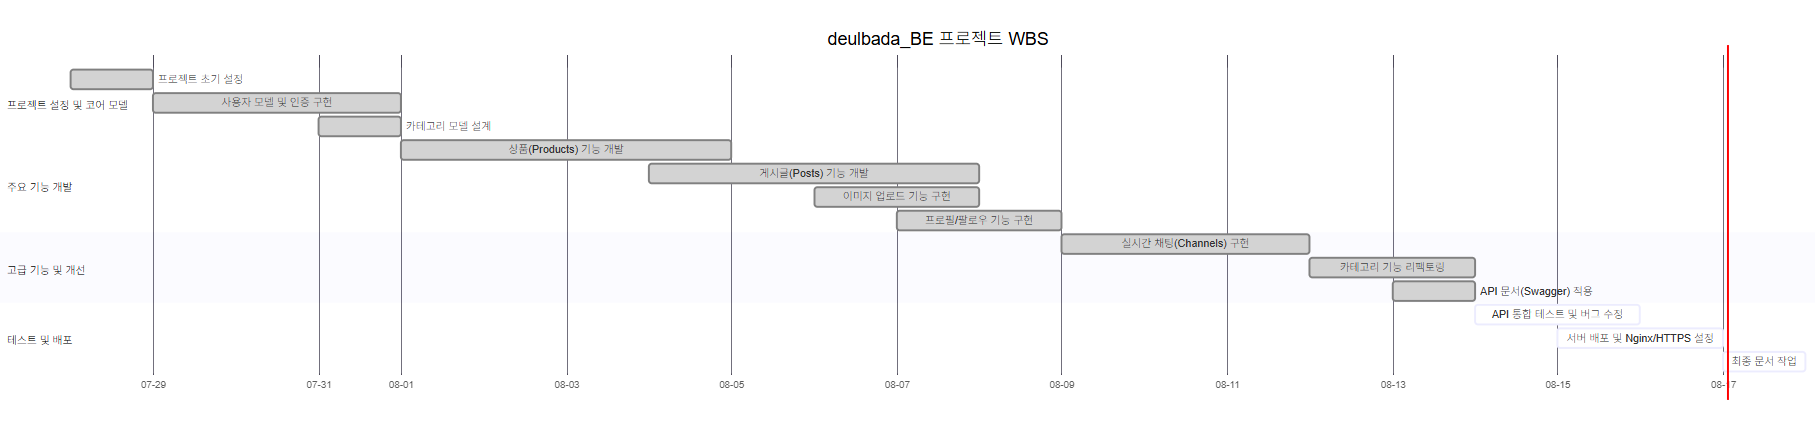 deulbada_BE 프로젝트 WBS
프로젝트 초기 설정
프로젝트 설정 및 코어 모델
사용자 모델 및 인증 구현
카테고리 모델 설계
상품(Products) 기능 개발
게시글(Posts) 기능 개발
주요 기능 개발
이미지 업로드 기능 구현
프로필/팔로우 기능 구현
실시간 채팅(Channels) 구현
고급 기능 및 개선
카테고리 기능 리팩토링
API 문서(Swagger) 적용
API 통합 테스트 및 버그 수정
테스트 및 배포
서버 배포 및 Nginx/HTTPS 설정
최종 문서 작업
07-29 07-31 08-01 08-03 08-05 08-07 08-09 08-11 08-13 08-15 08-17